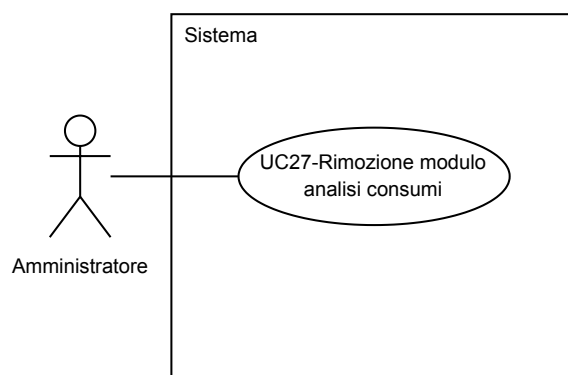 Sistema
UC27-Rimozione modulo
analisi consumi
Amministratore